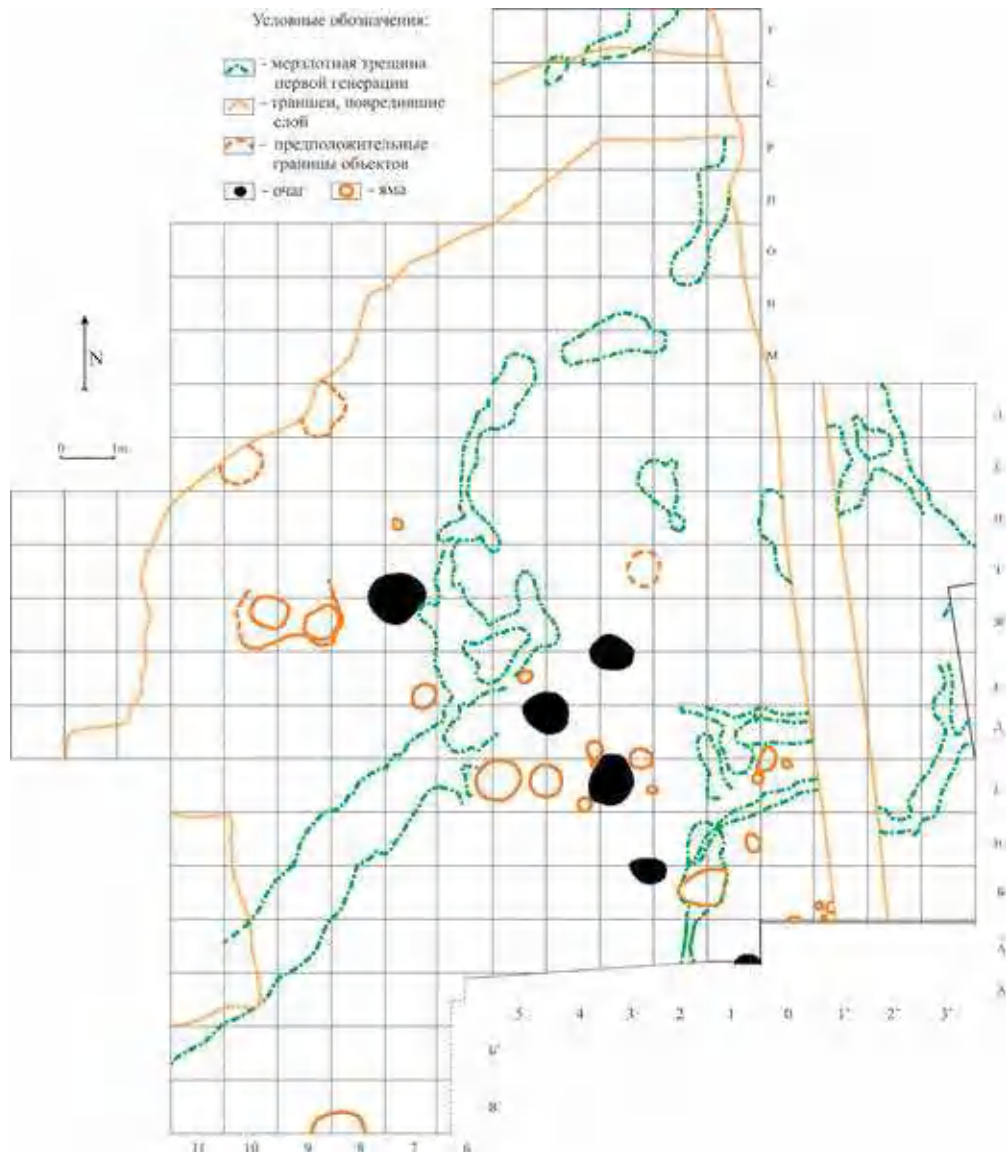 Условные обозначения:
- мерзлотная трещина
первой генерации
- траншеи, повредившие
слой
- предположительные
границы объектов
- очаг
- яма
N
0 1м
Т
С
Р
П
О
Н
М
Л
К
И
Г
Ж
Д
Б
А
5 4 3 2 1 0 1' 2' 3'
Б'
В
11 10 9 8 7 6